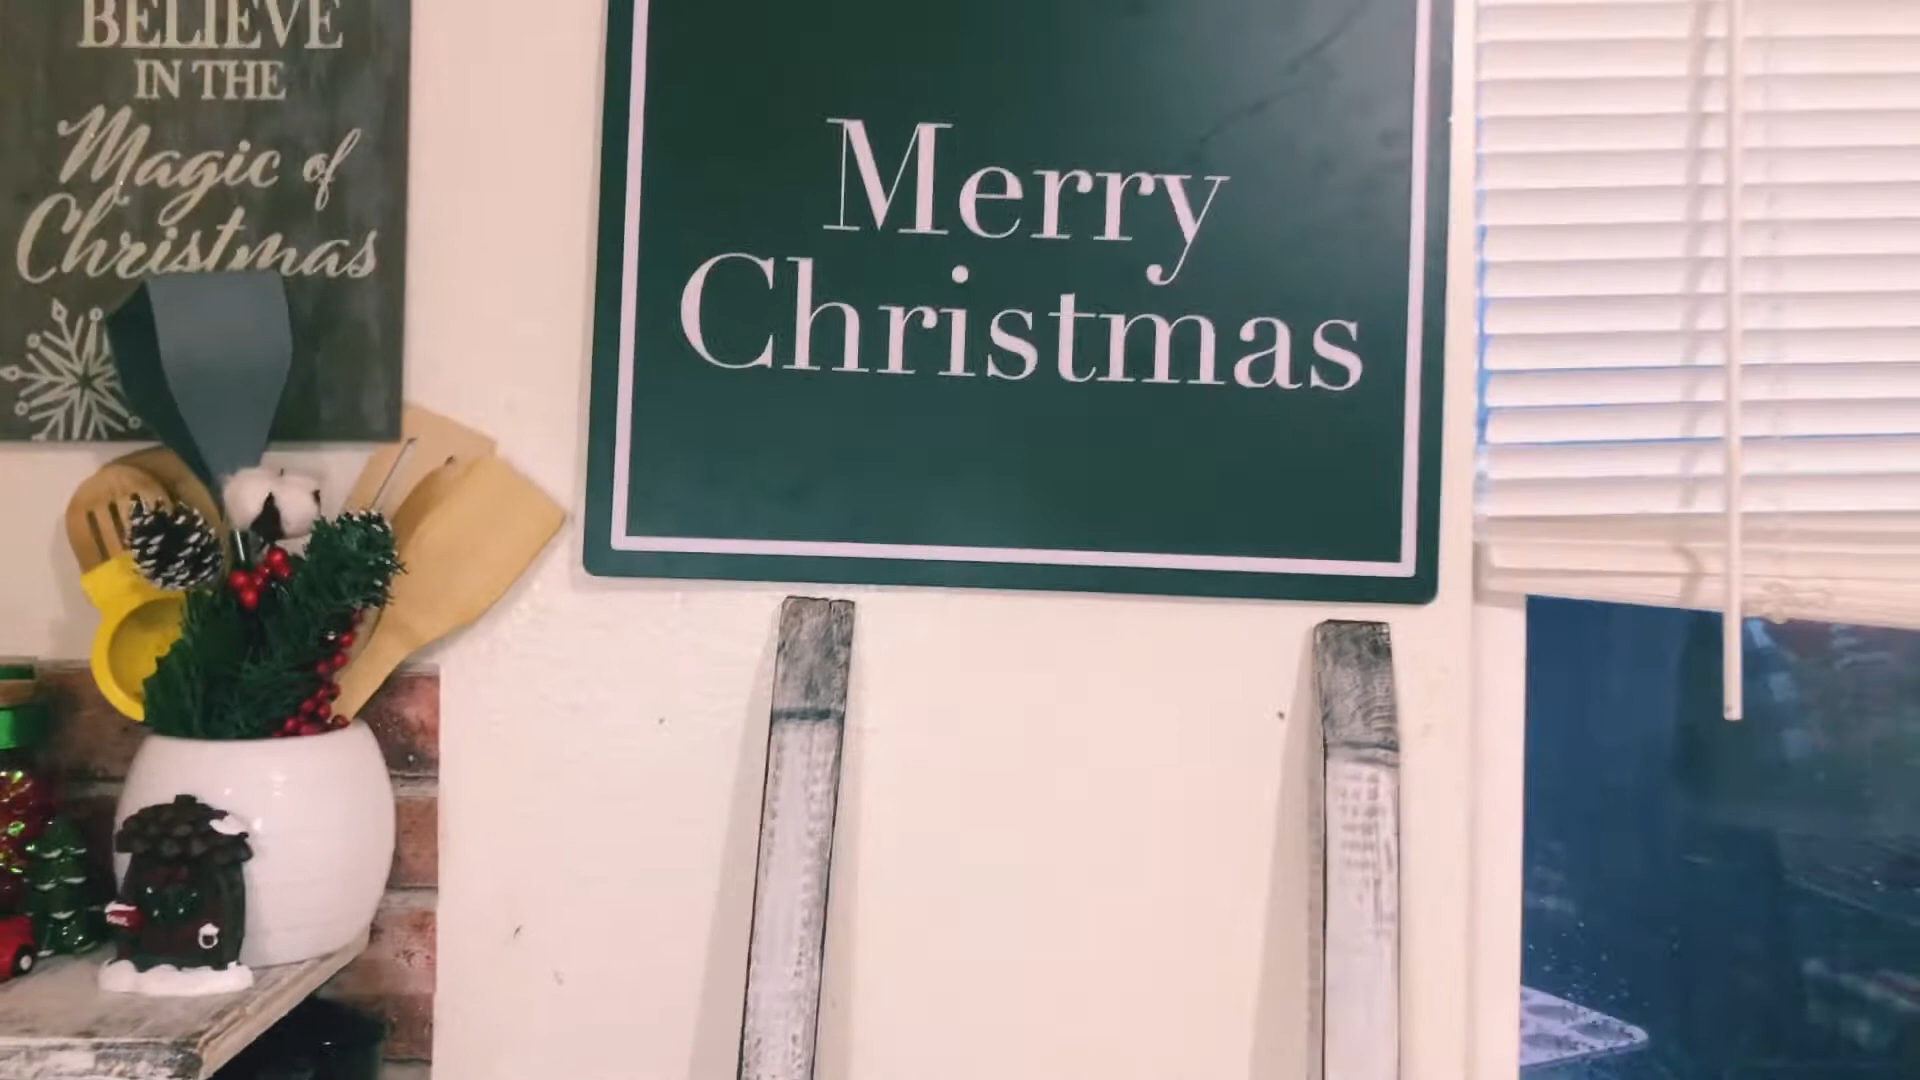 BELIEVE
IN THE
Magic of
Christmas
Merry
Christmas